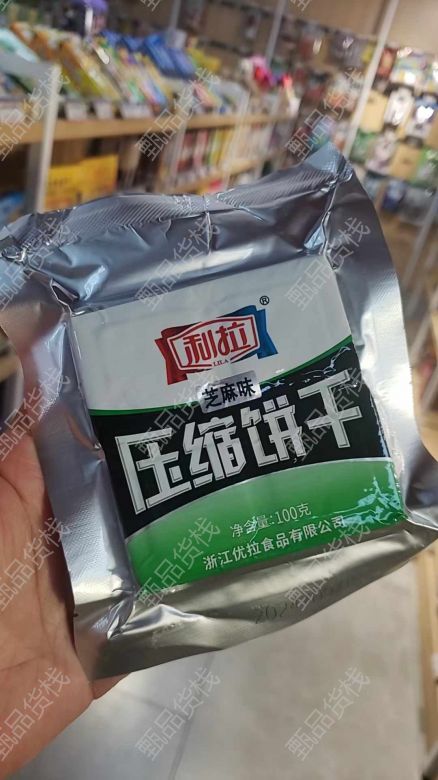 利拉®
LILA
芝麻味
压缩饼干
净含量:100克
浙江优拉食品有限公司
甄品货栈